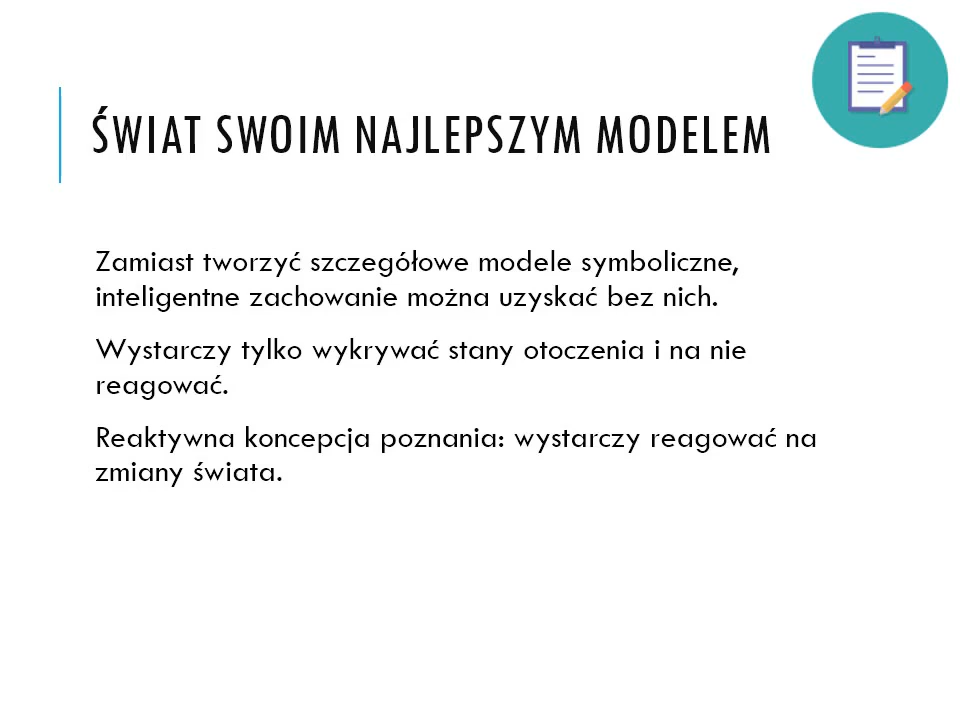 ŚWIAT SWOIM NAJLEPSZYM MODELEM
Zamiast tworzyć szczegółowe modele symboliczne,
inteligentne zachowanie można uzyskać bez nich.
Wystarczy tylko wykrywać stany otoczenia i na nie
reagować.
Reaktywna koncepcja poznania: wystarczy reagować na
zmiany świata.